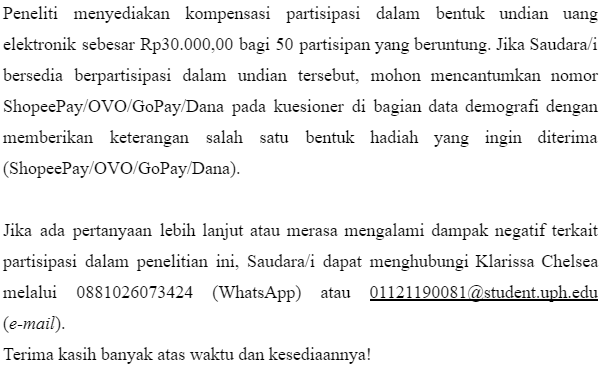 Peneliti menyediakan kompensasi partisipasi dalam bentuk undian uang
elektronik sebesar Rp30.000,00 bagi 50 partisipan yang beruntung. Jika Saudara/i
bersedia berpartisipasi dalam undian tersebut, mohon mencantumkan nomor
ShopeePay/OVO/GoPay/Dana pada kuesioner di bagian data demografi dengan
memberikan keterangan salah satu bentuk hadiah yang ingin diterima
(ShopeePay/OVO/GoPay/Dana).
Jika ada pertanyaan lebih lanjut atau merasa mengalami dampak negatif terkait
partisipasi dalam penelitian ini, Saudara/i dapat menghubungi Klarissa Chelsea
melalui 0881026073424 (WhatsApp) atau 01121190081@student.uph.edu
(e-mail).
Terima kasih banyak atas waktu dan kesediaannya!